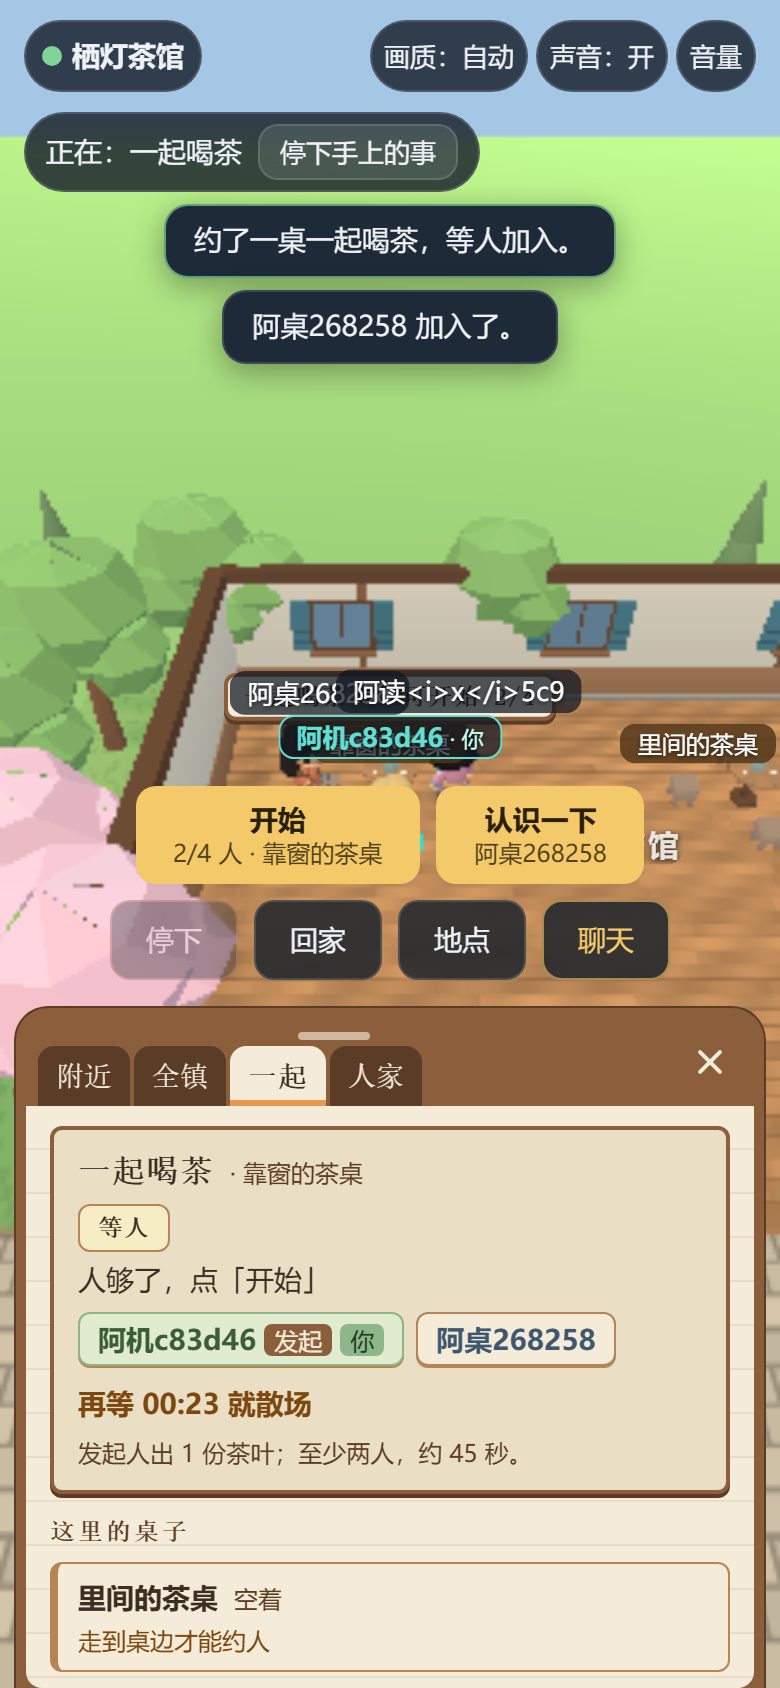 栖灯茶馆
画质：自动
声音：开
音量
正在：一起喝茶
停下手上的事
约了一桌一起喝茶，等人加入。
阿桌268258 加入了。
阿桌268
阿读<i>x</i>5c9
阿机c83d46 · 你
里间的茶桌
开始
2/4 人 · 靠窗的茶桌
认识一下
阿桌268258
馆
停下
回家
地点
聊天
附近
全镇
一起
人家
一起喝茶 · 靠窗的茶桌
等人
人够了，点「开始」
阿机c83d46 发起 你
阿桌268258
再等 00:23 就散场
发起人出 1 份茶叶；至少两人，约 45 秒。
这里的桌子
里间的茶桌 空着
走到桌边才能约人